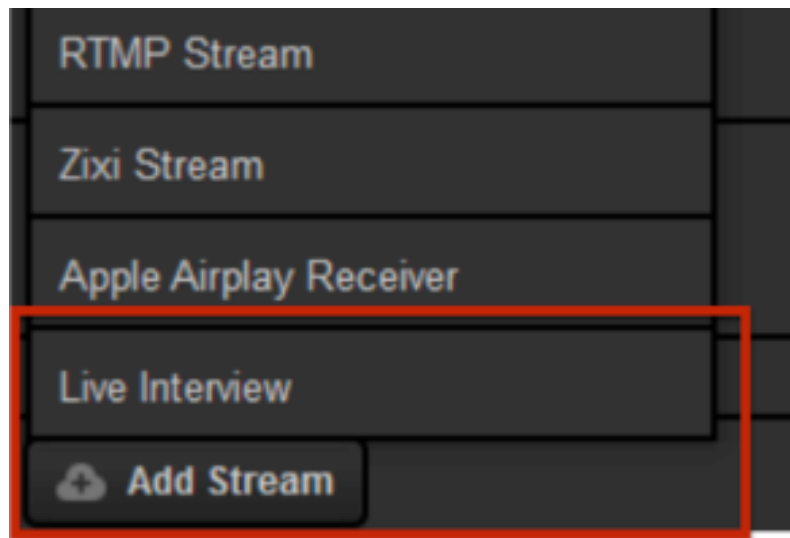 RTMP Stream
Zixi Stream
Apple Airplay Receiver
Live Interview
Add Stream